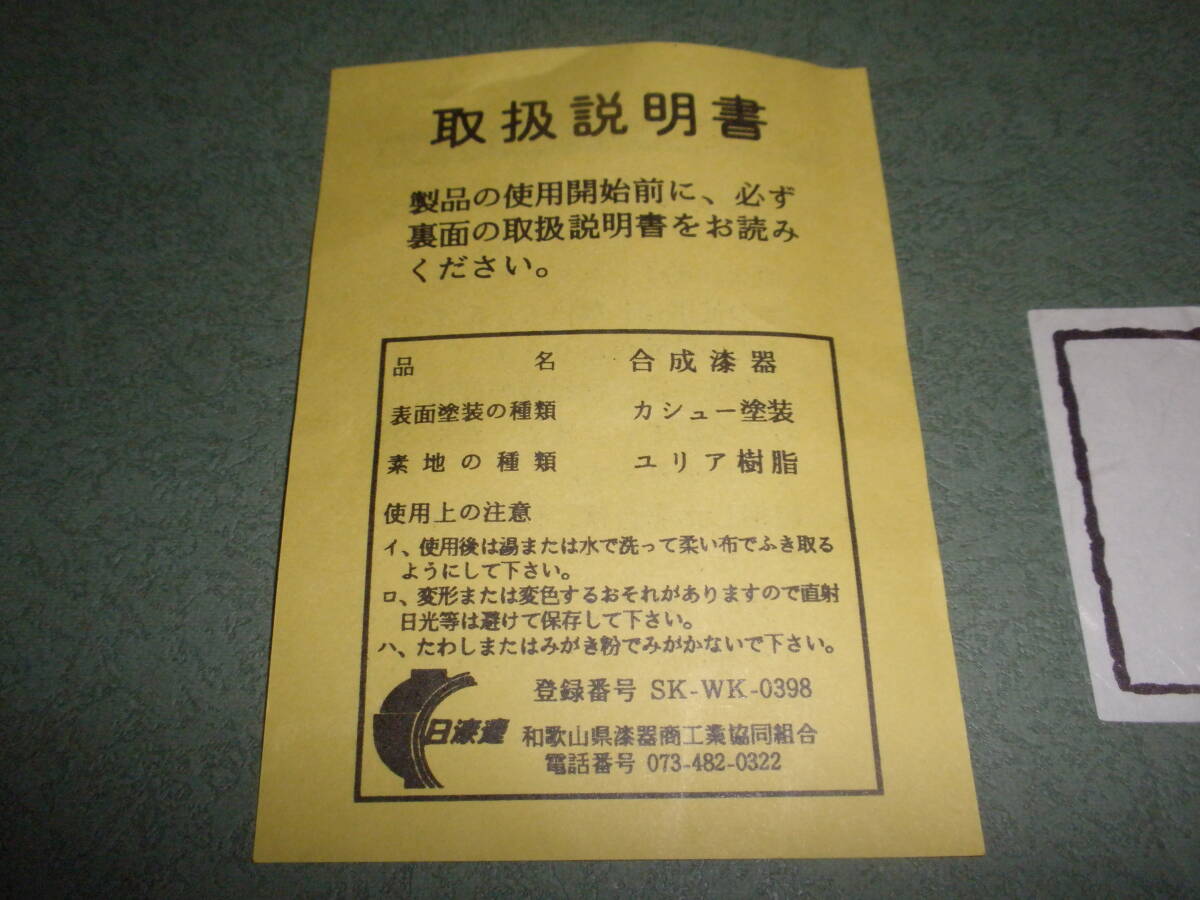 取扱説明書
製品の使用開始前に、必ず
裏面の取扱説明書をお読み
ください。
品名 合成漆器
表面塗装の種類 カシュー塗装
素地の種類 ユリア樹脂
使用上の注意
イ、使用後は湯または水で洗って柔い布でふき取る
ようにして下さい。
ロ、変形または変色するおそれがありますので直射
日光等は避けて保存して下さい。
ハ、たわしまたはみがき粉でみがかないで下さい。
登録番号 SK-WK-0398
日漆連 和歌山県漆器商工業協同組合
電話番号 073-482-0322